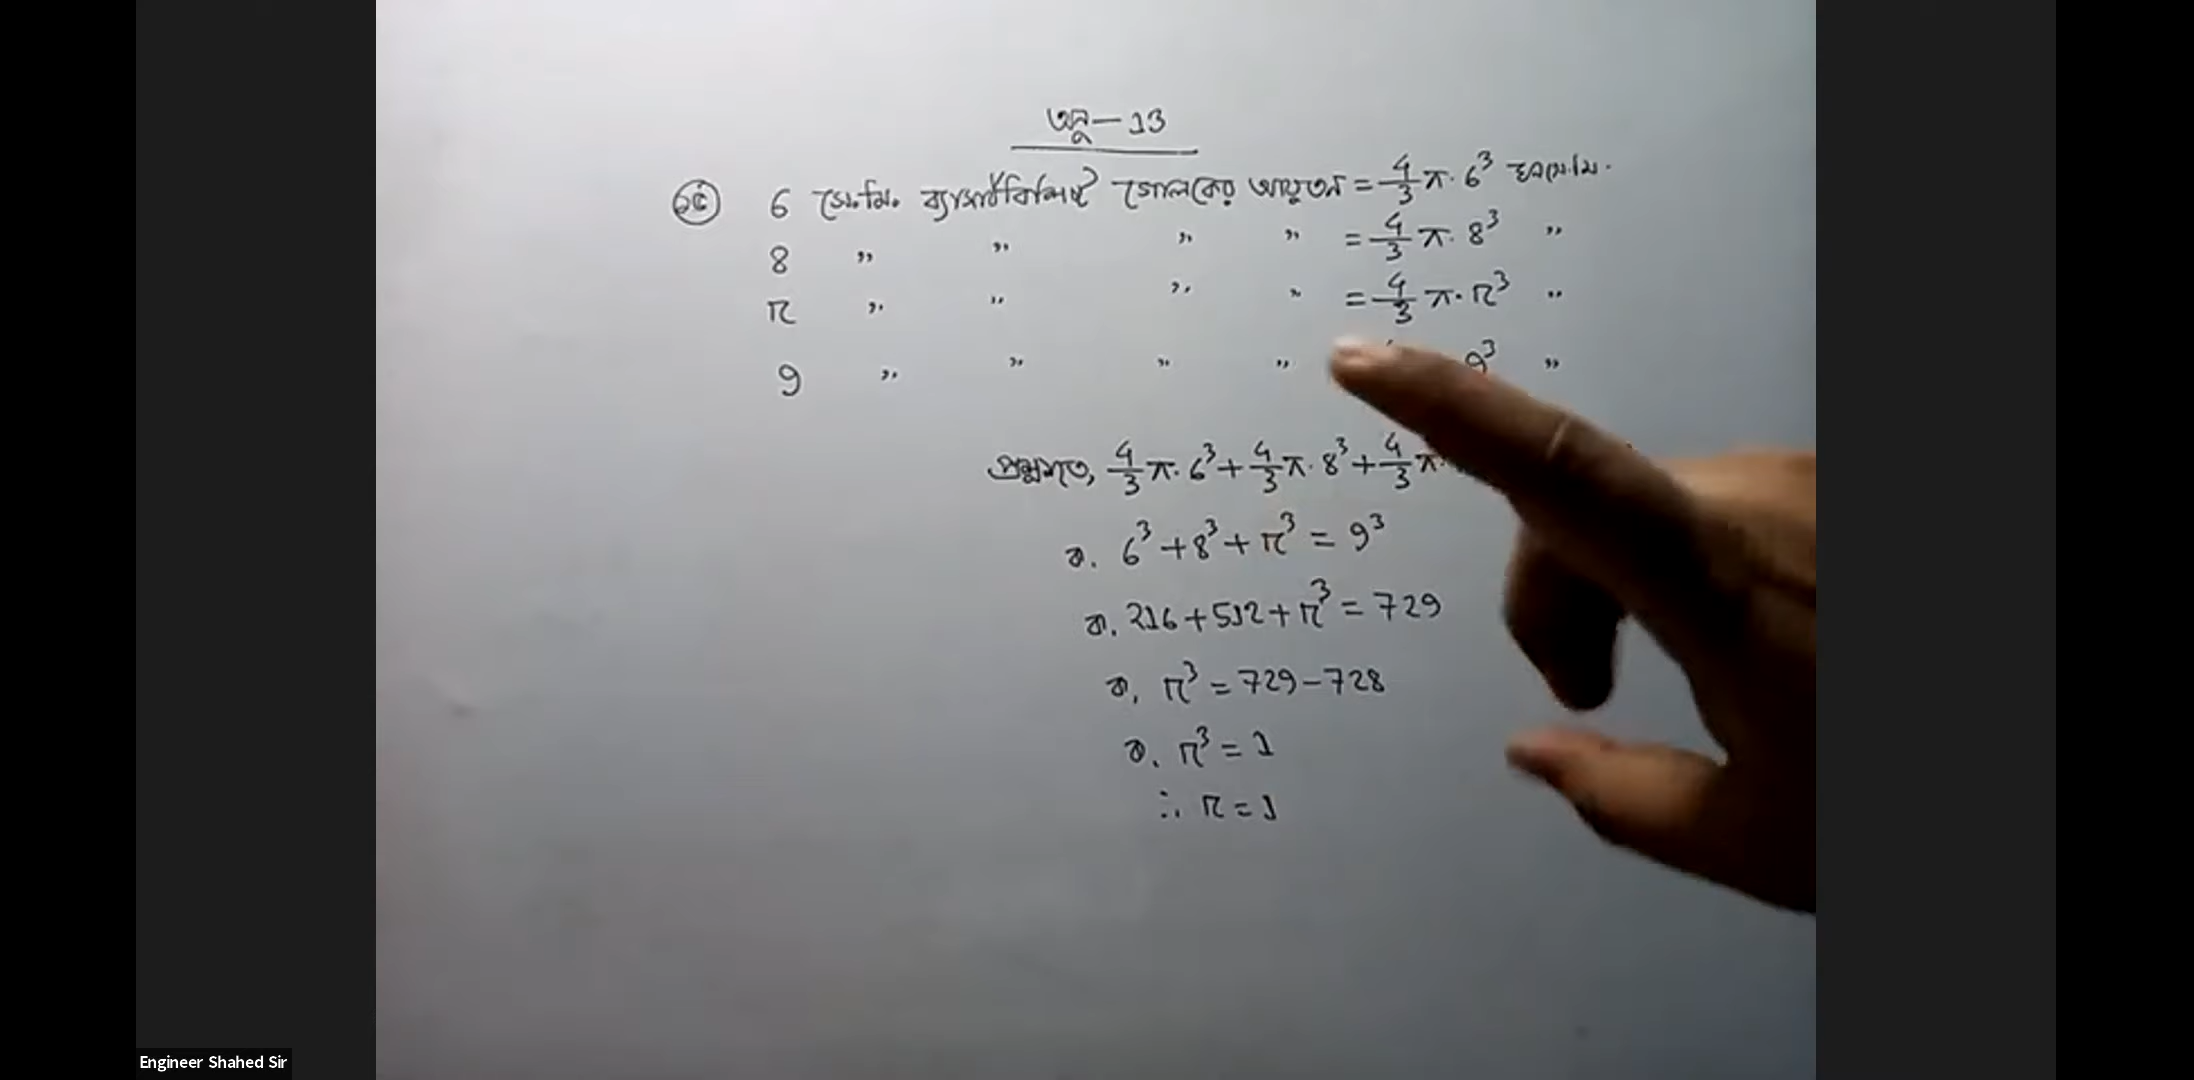 অনু-13
১৫ 6 সে.মি. ব্যাসার্ধবিশিষ্ট গোলকের আয়তন = 4/3 π. 6³ ঘন সে.মি.
8 ,, ,, ,, ,, = 4/3 π. 8³ ,,
r ,, ,, ,, ,, = 4/3 π. r³ ,,
9 ,, ,, ,, ,, 9³ ,,
প্রশ্নমতে, 4/3 π. 6³ + 4/3 π. 8³ + 4/3 π.
বা, 6³ + 8³ + r³ = 9³
বা, 216 + 512 + r³ = 729
বা, r³ = 729 - 728
বা, r³ = 1
∴ r = 1
Engineer Shahed Sir